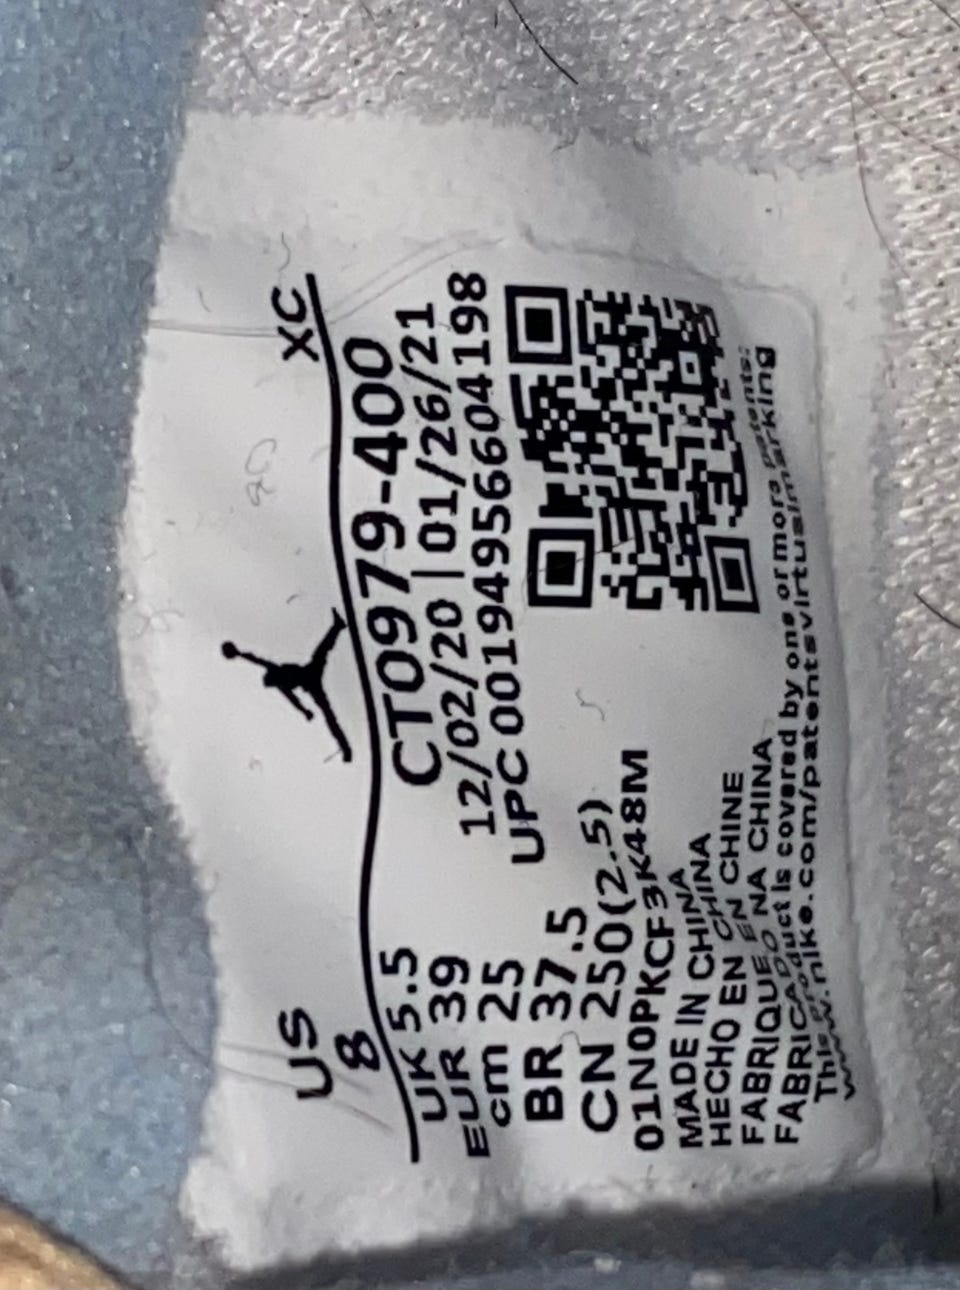 US
8
XC
UK 5.5
EUR 39
cm 25
BR 37.5
CN 250(2.5)
CT0979-400
12/02/20|01/26/21
UPC 00194956604198
01N0PKCF3K48M
MADE IN CHINA
HECHO EN CHINA
FABRIQUE EN CHINE
FABRICADO NA CHINA
This product is covered by one or more patents:
www.nike.com/patentsvirtualmarking